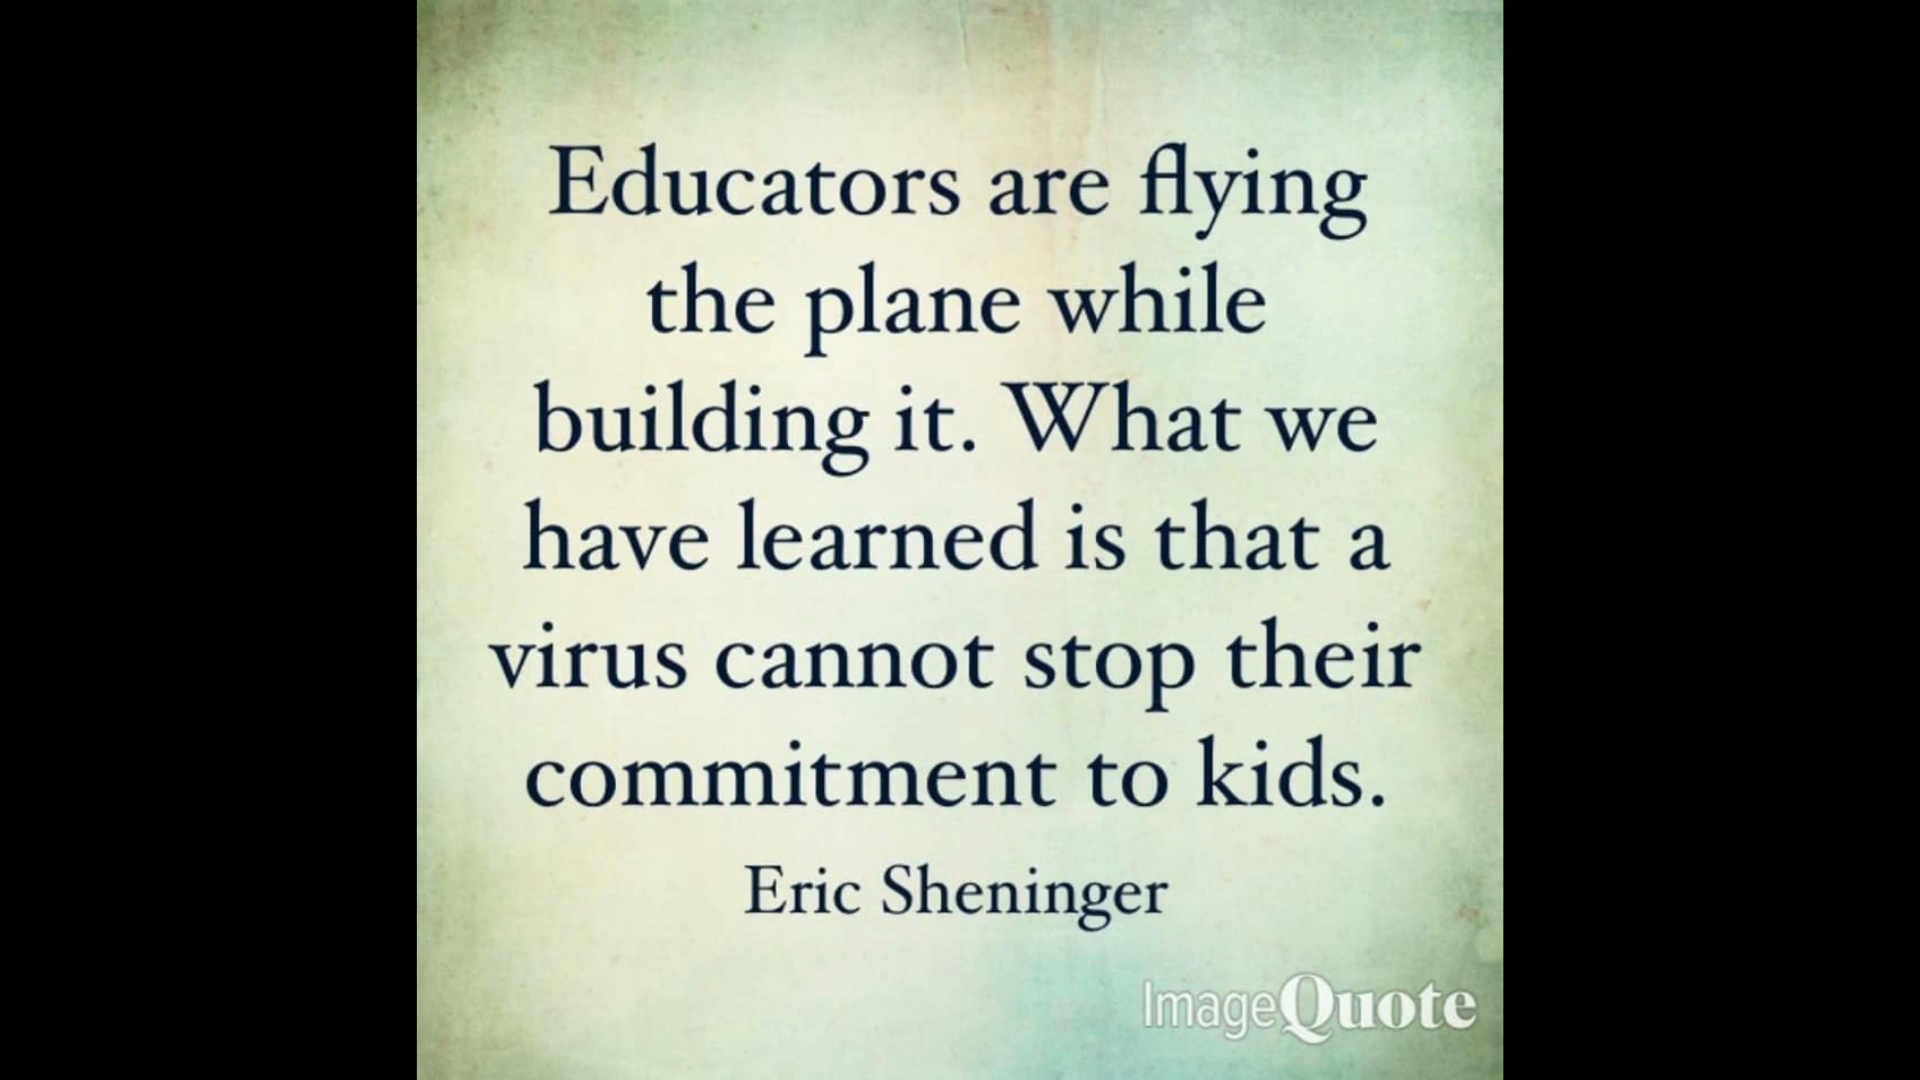 Educators are flying
the plane while
building it. What we
have learned is that a
virus cannot stop their
commitment to kids.
Eric Sheninger
ImageQuote